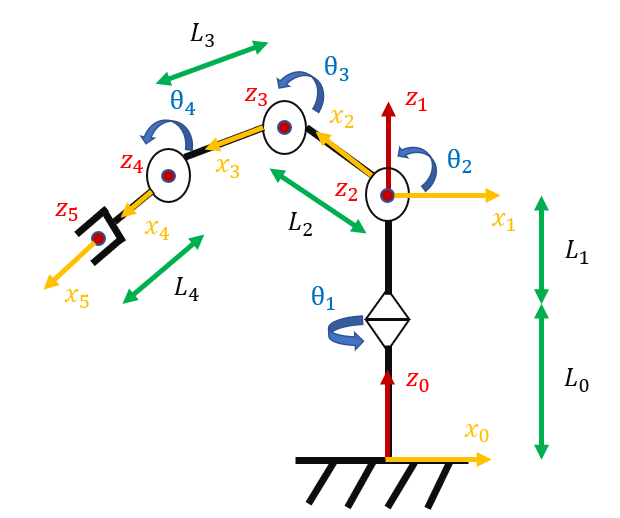 L₃
θ₃
z₃
θ₄
z₁
x₂
θ₂
z₄
x₃
z₂
x₁
z₅
x₄
L₂
L₁
x₅
L₄
θ₁
z₀
L₀
x₀